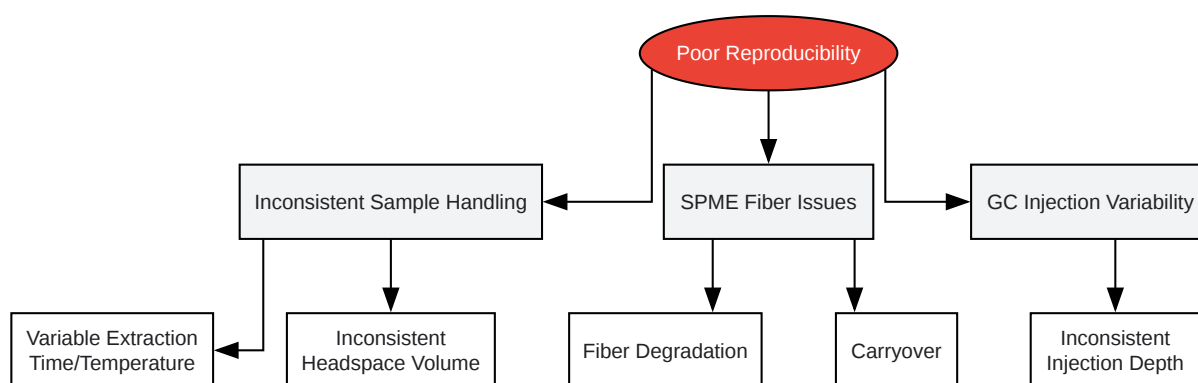 Poor Reproducibility
Inconsistent Sample Handling
SPME Fiber Issues
GC Injection Variability
Variable Extraction
Time/Temperature
Inconsistent
Headspace Volume
Fiber Degradation
Carryover
Inconsistent
Injection Depth